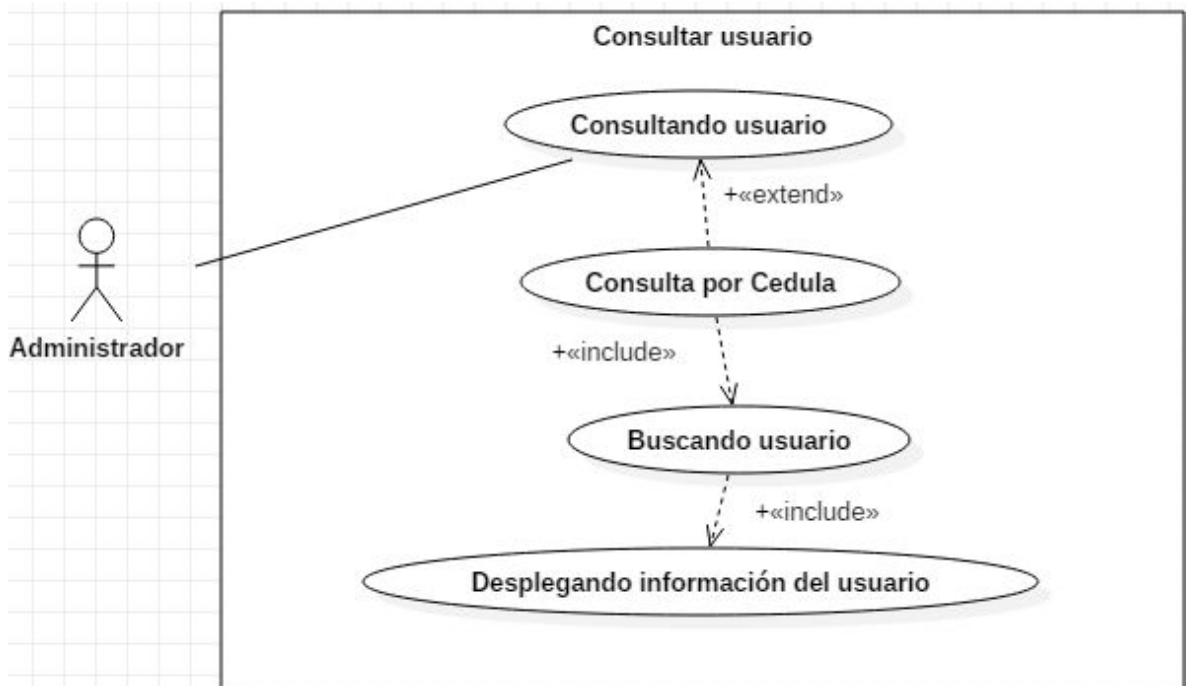 Consultar usuario
Consultando usuario
+«extend»
Consulta por Cedula
+«include»
Administrador
Buscando usuario
+«include»
Desplegando información del usuario